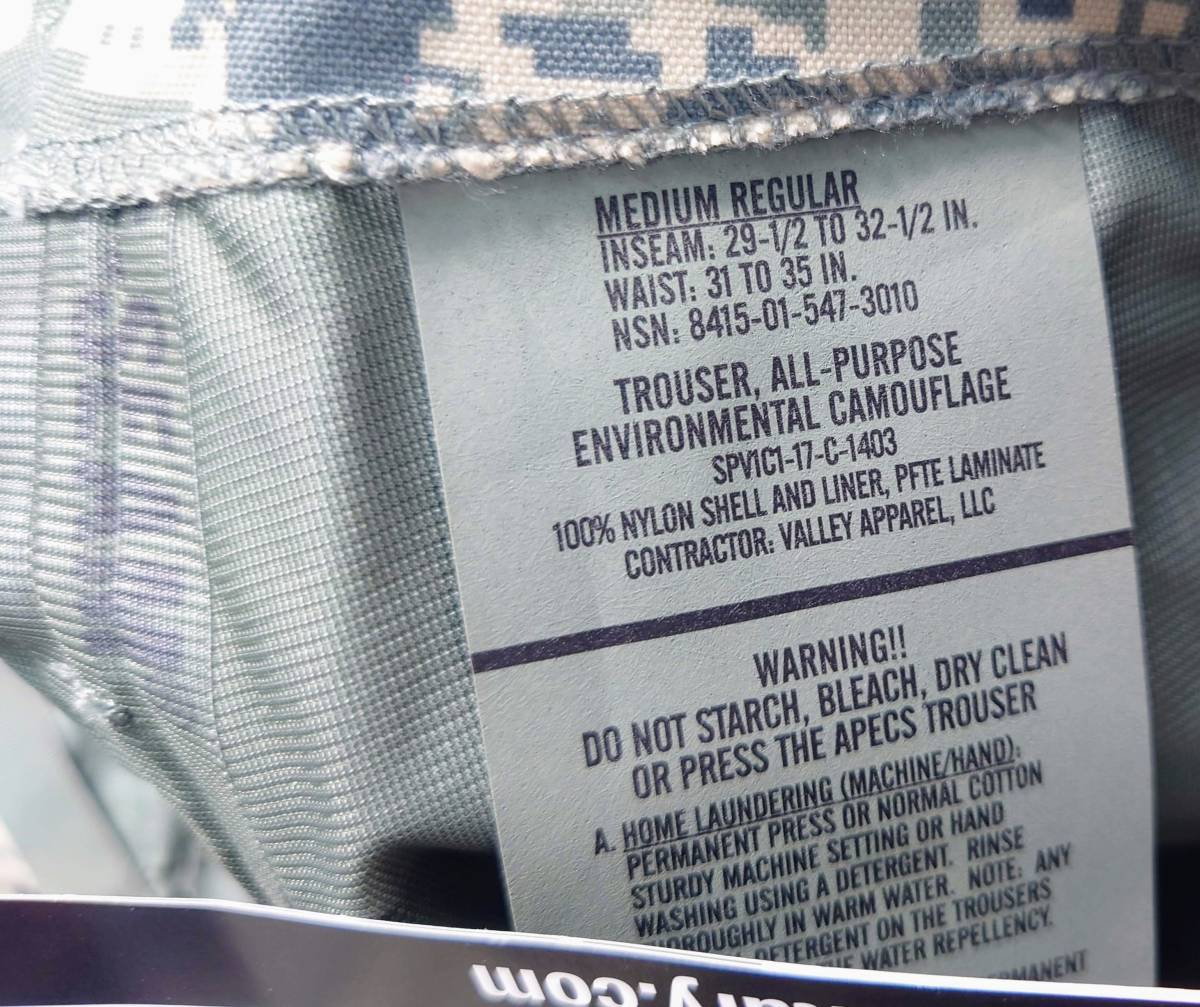 MEDIUM REGULAR
INSEAM: 29-1/2 TO 32-1/2 IN.
WAIST: 31 TO 35 IN.
NSN: 8415-01-547-3010
TROUSER, ALL-PURPOSE
ENVIRONMENTAL CAMOUFLAGE
SPV1C1-17-C-1403
100% NYLON SHELL AND LINER, PFTE LAMINATE
CONTRACTOR: VALLEY APPAREL, LLC
WARNING!!
DO NOT STARCH, BLEACH, DRY CLEAN
OR PRESS THE APECS TROUSER
A. HOME LAUNDERING (MACHINE/HAND):
PERMANENT PRESS OR NORMAL COTTON
STURDY MACHINE SETTING OR HAND
WASHING USING A DETERGENT. RINSE
THOROUGHLY IN WARM WATER. NOTE: ANY
DETERGENT ON THE TROUSERS
WATER REPELLENCY.